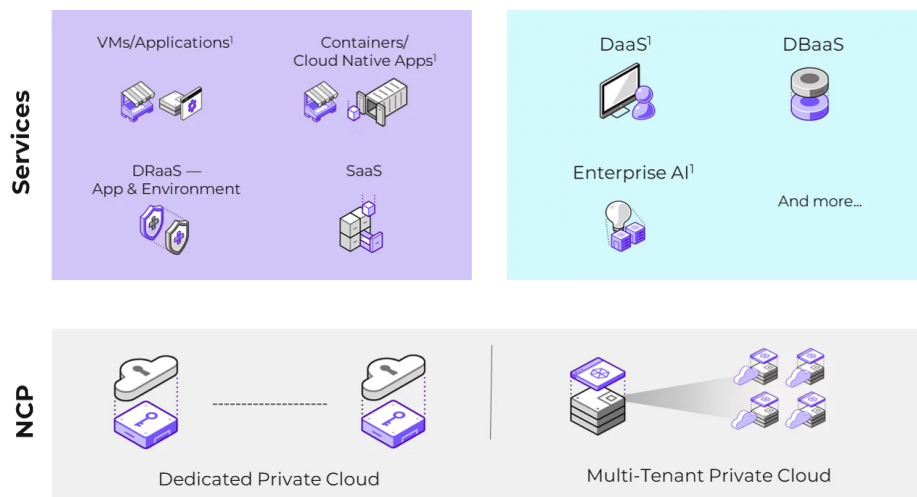 Services
VMs/Applications¹
Containers/
Cloud Native Apps¹
DRaaS —
App & Environment
SaaS
DaaS¹
DBaaS
Enterprise AI¹
And more...
NCP
Dedicated Private Cloud
Multi-Tenant Private Cloud